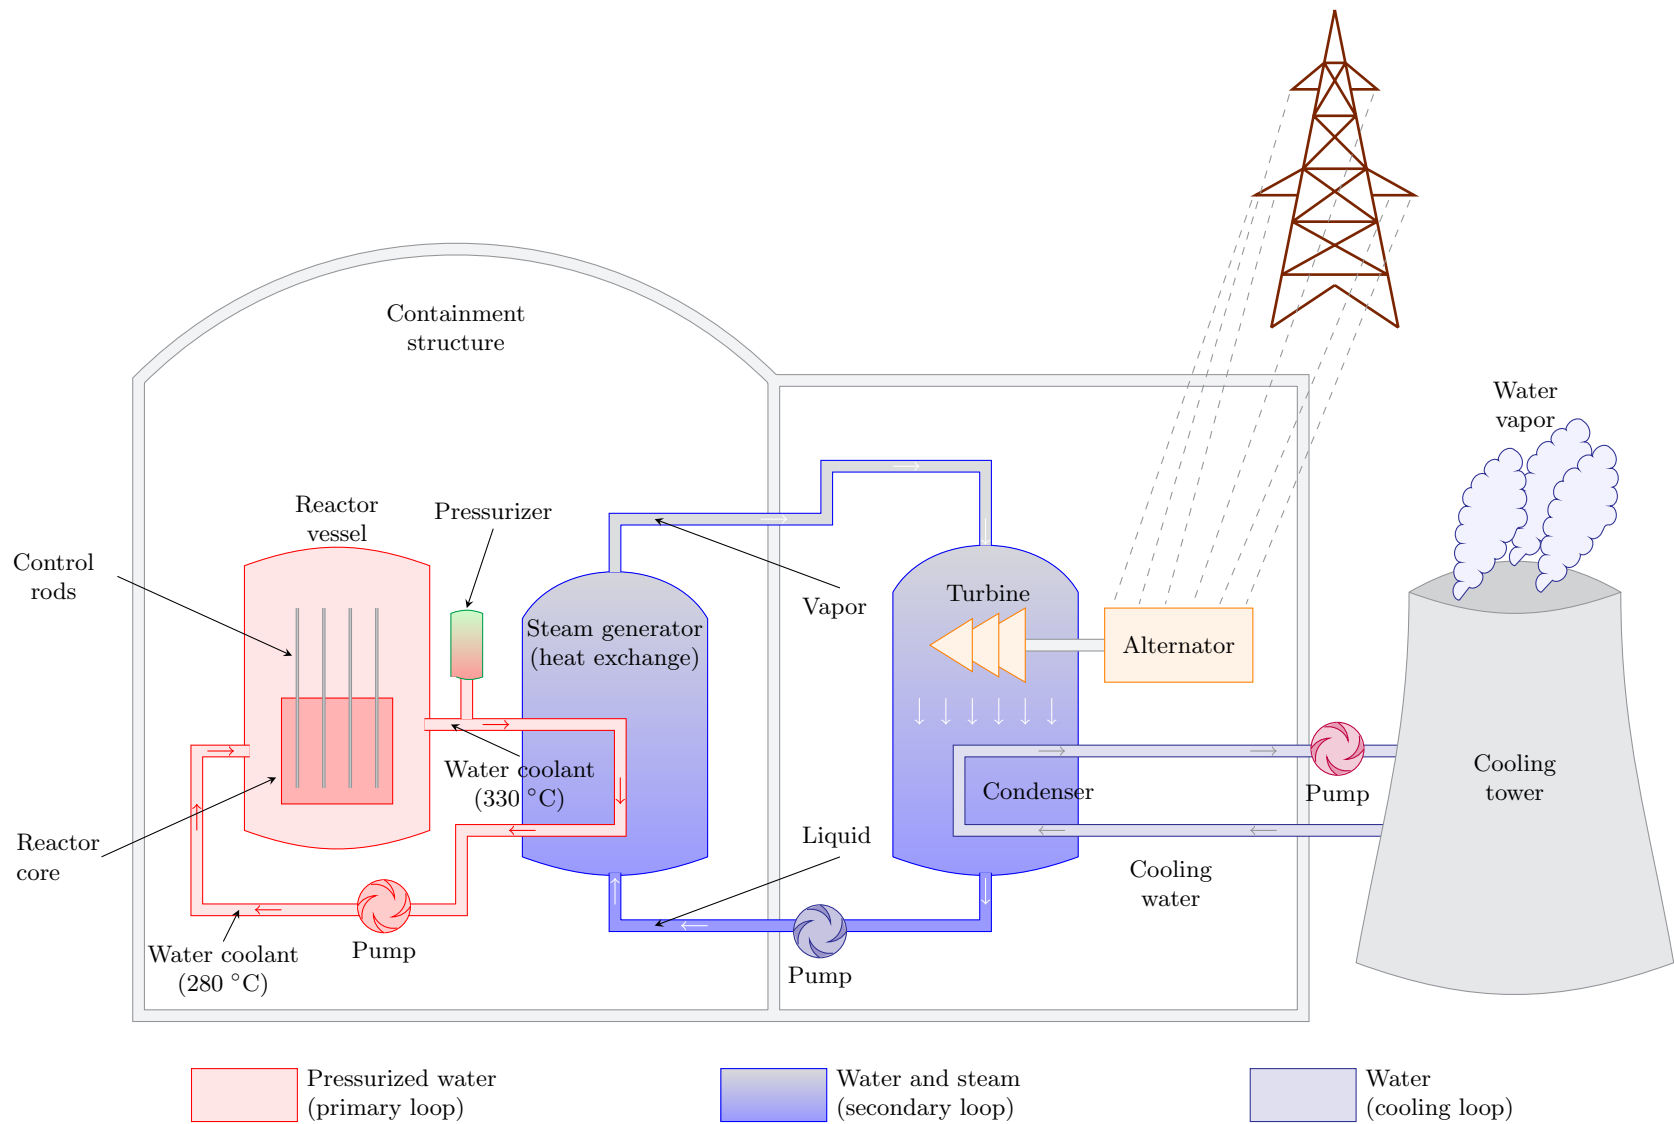 Containment
structure
Water
vapor
Reactor
vessel
Pressurizer
Control
rods
Vapor
Turbine
Steam generator
(heat exchange)
Alternator
Water coolant
(330 °C)
Condenser
Pump
Cooling
tower
Reactor
core
Liquid
Cooling
water
Water coolant
(280 °C)
Pump
Pump
Pressurized water
(primary loop)
Water and steam
(secondary loop)
Water
(cooling loop)